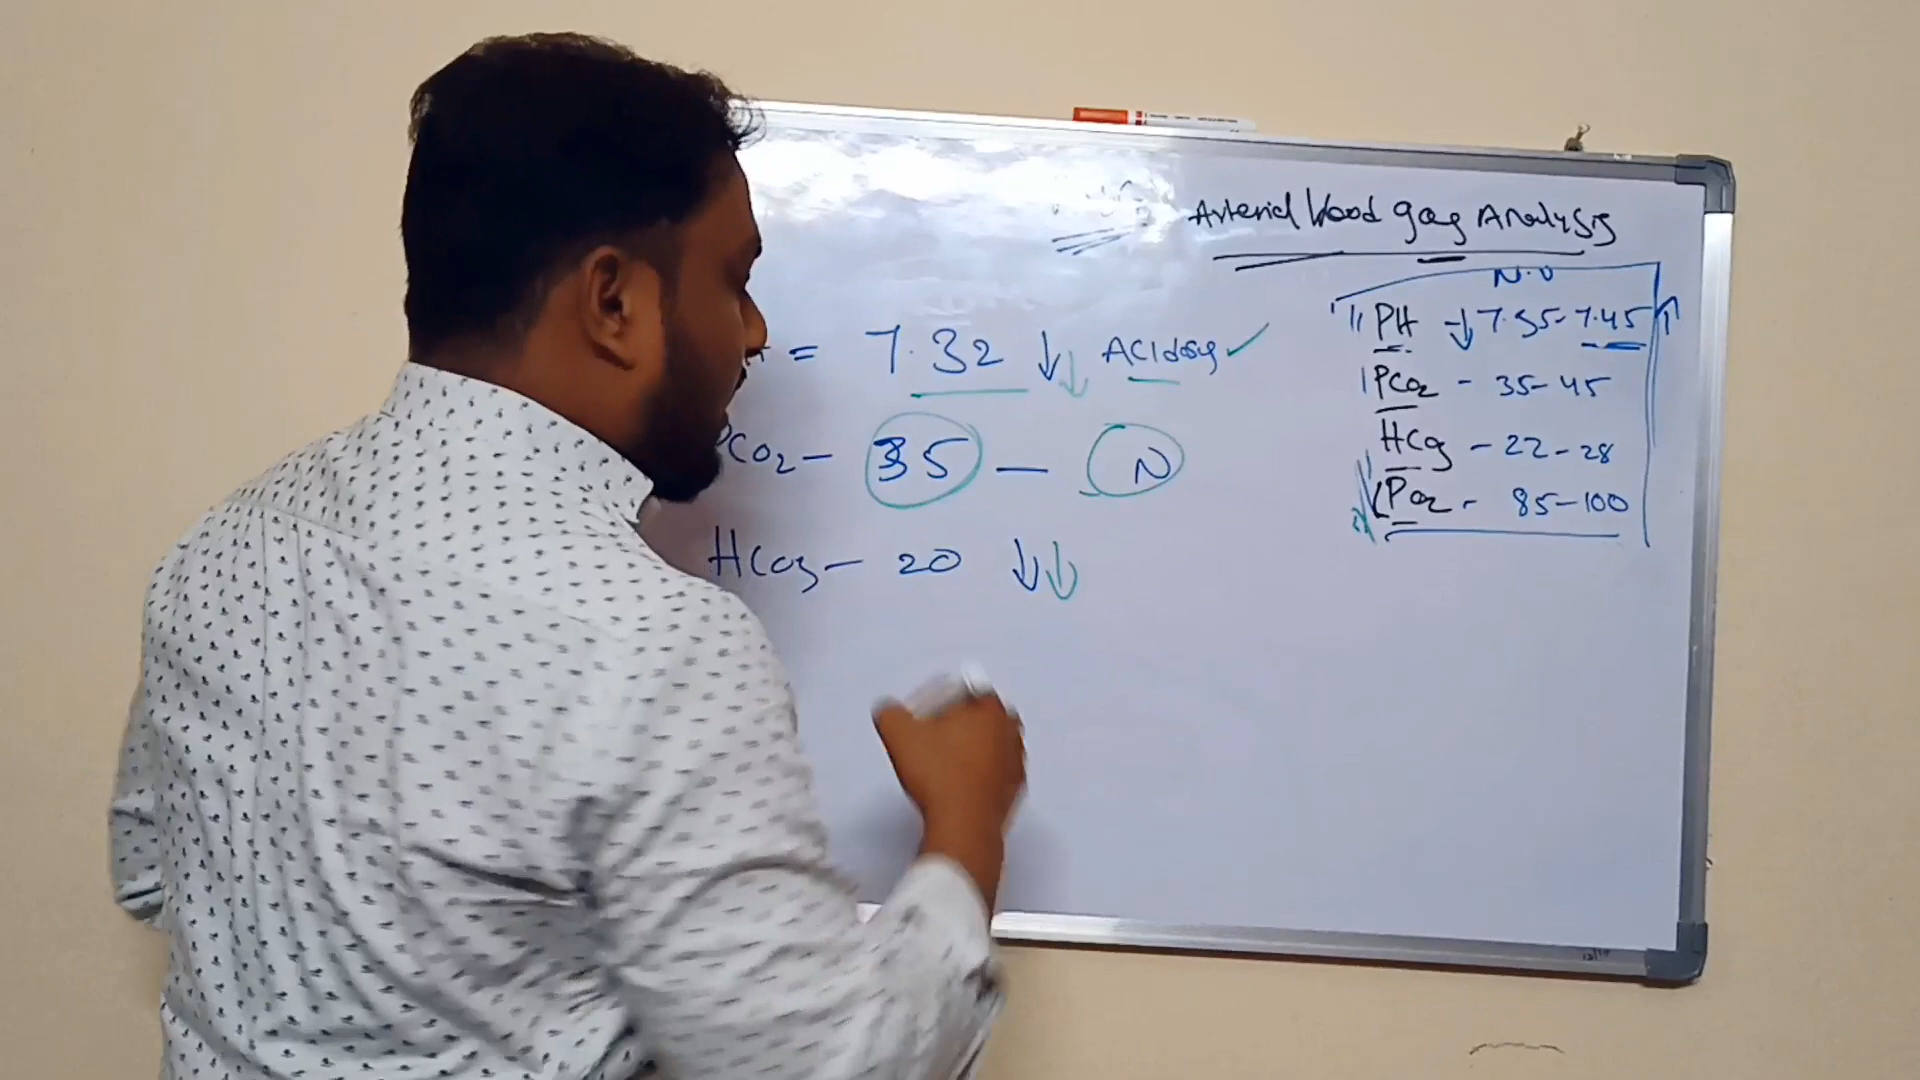 Arterial blood gas Analysis
N.V
PH - ↓ 7.35-7.45 ↑
PCO2 - 35-45
HCO3 - 22-28
PO2 - 85-100
= 7.32 ↓↓ Acidosis ✓
PCO2 - 35 - N
HCO3 - 20 ↓↓